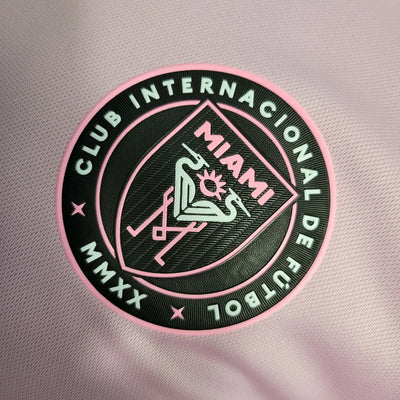 CLUB INTERNACIONAL DE FÚTBOL
MMXX
MIAMI